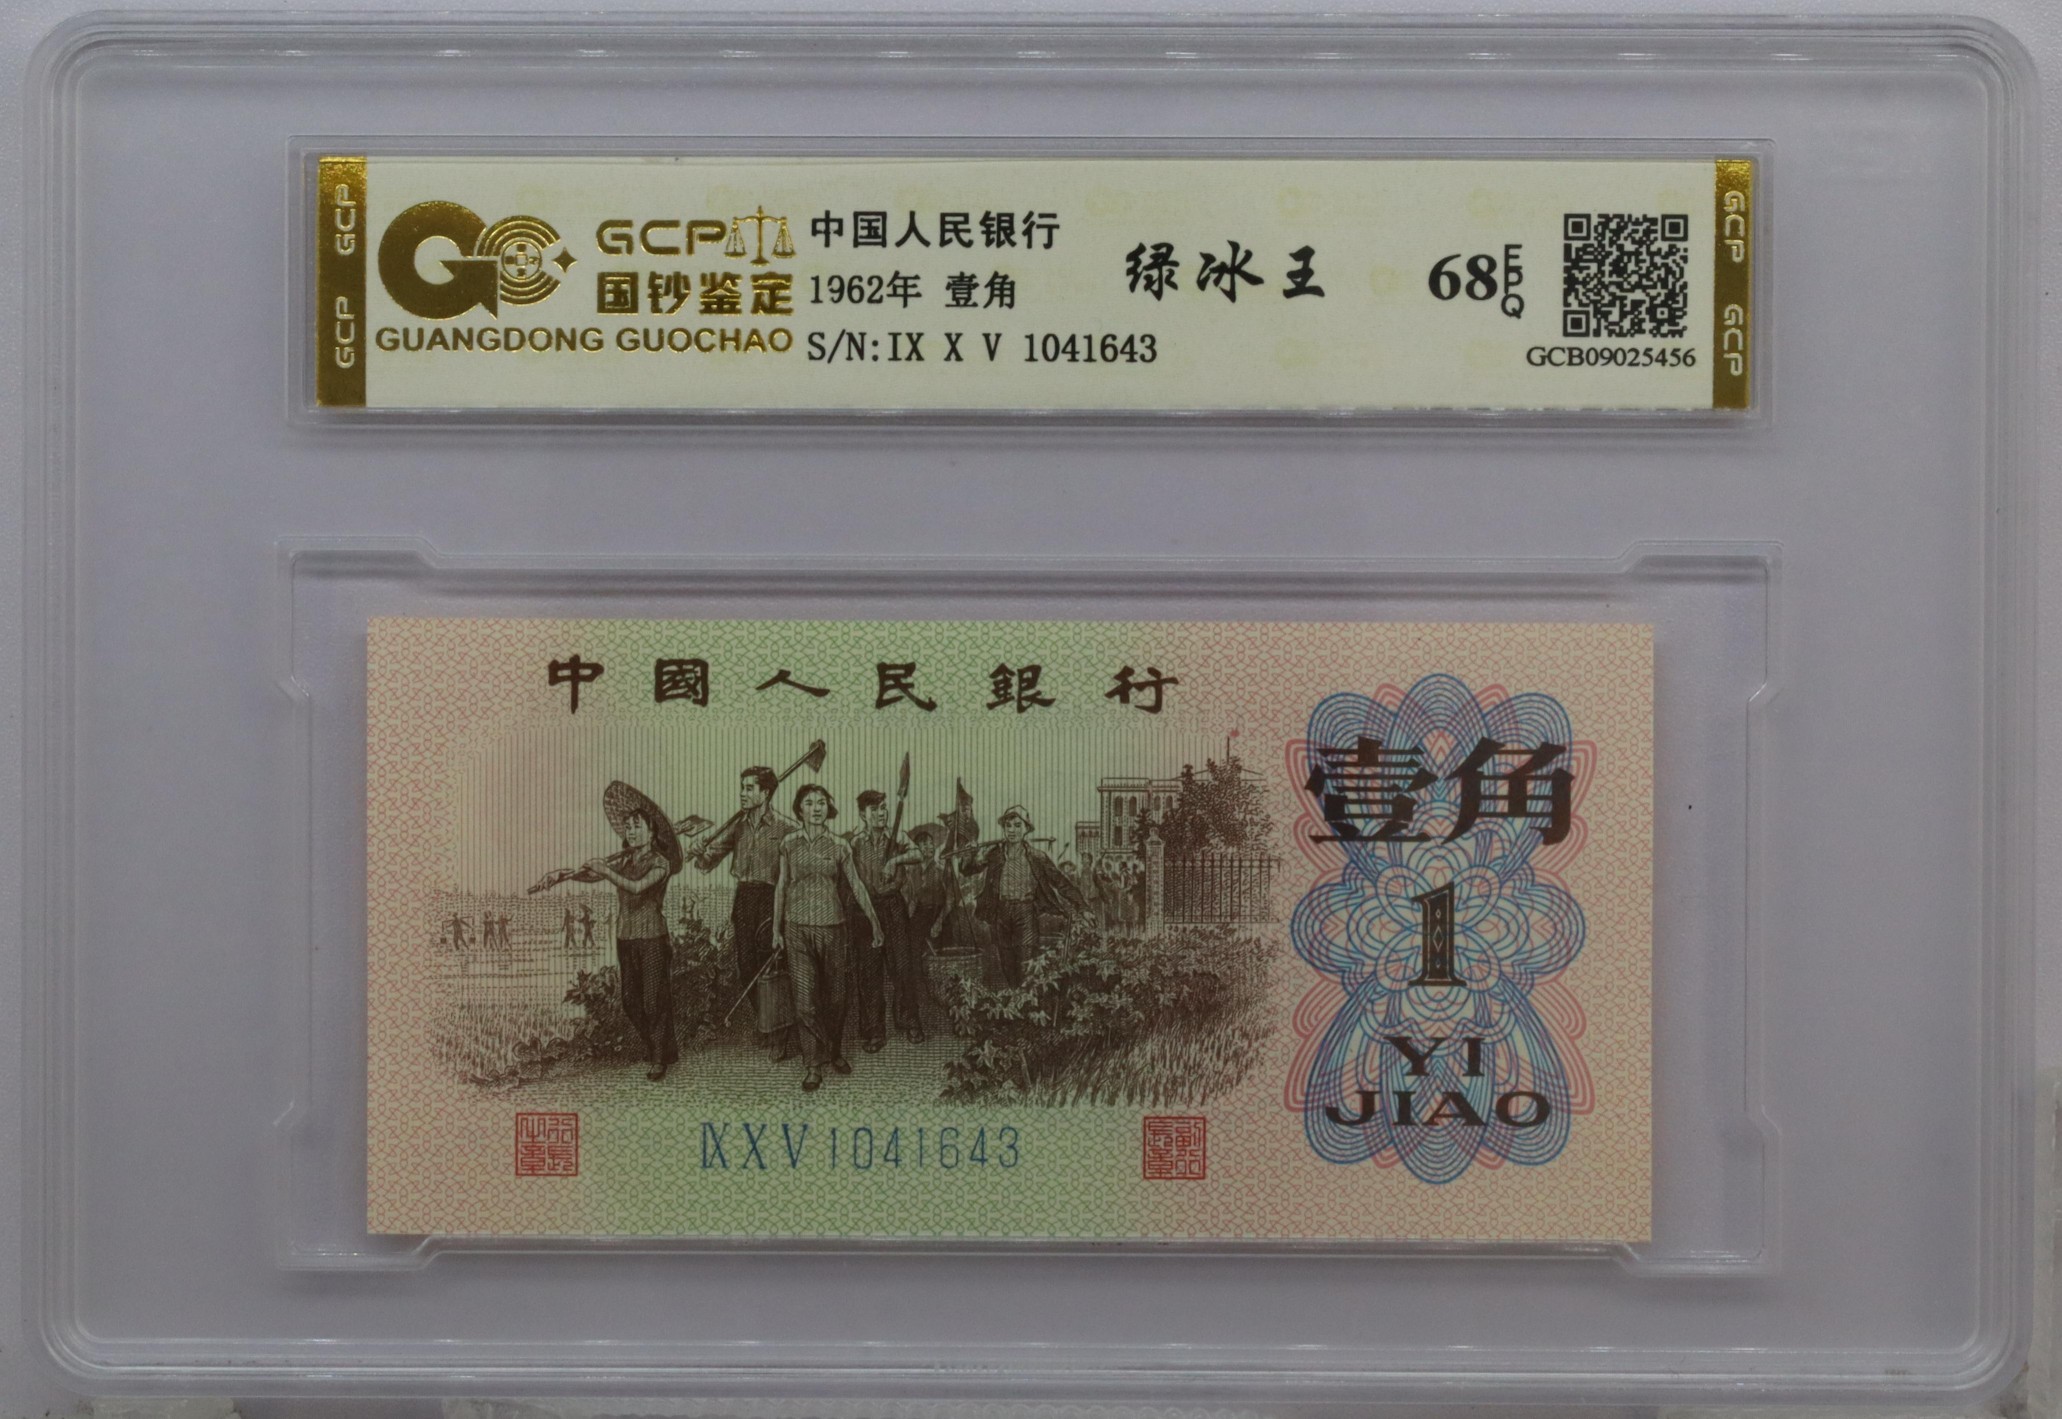 GCP GCP
GCP
国钞鉴定
GUANGDONG GUOCHAO
中国人民银行
1962年 壹角
S/N:IX X V 1041643
绿冰王
68 EPQ
GCB09025456
GCP GCP
中國人民銀行
壹角
1
YI
JIAO
ⅨⅩⅤ1041643